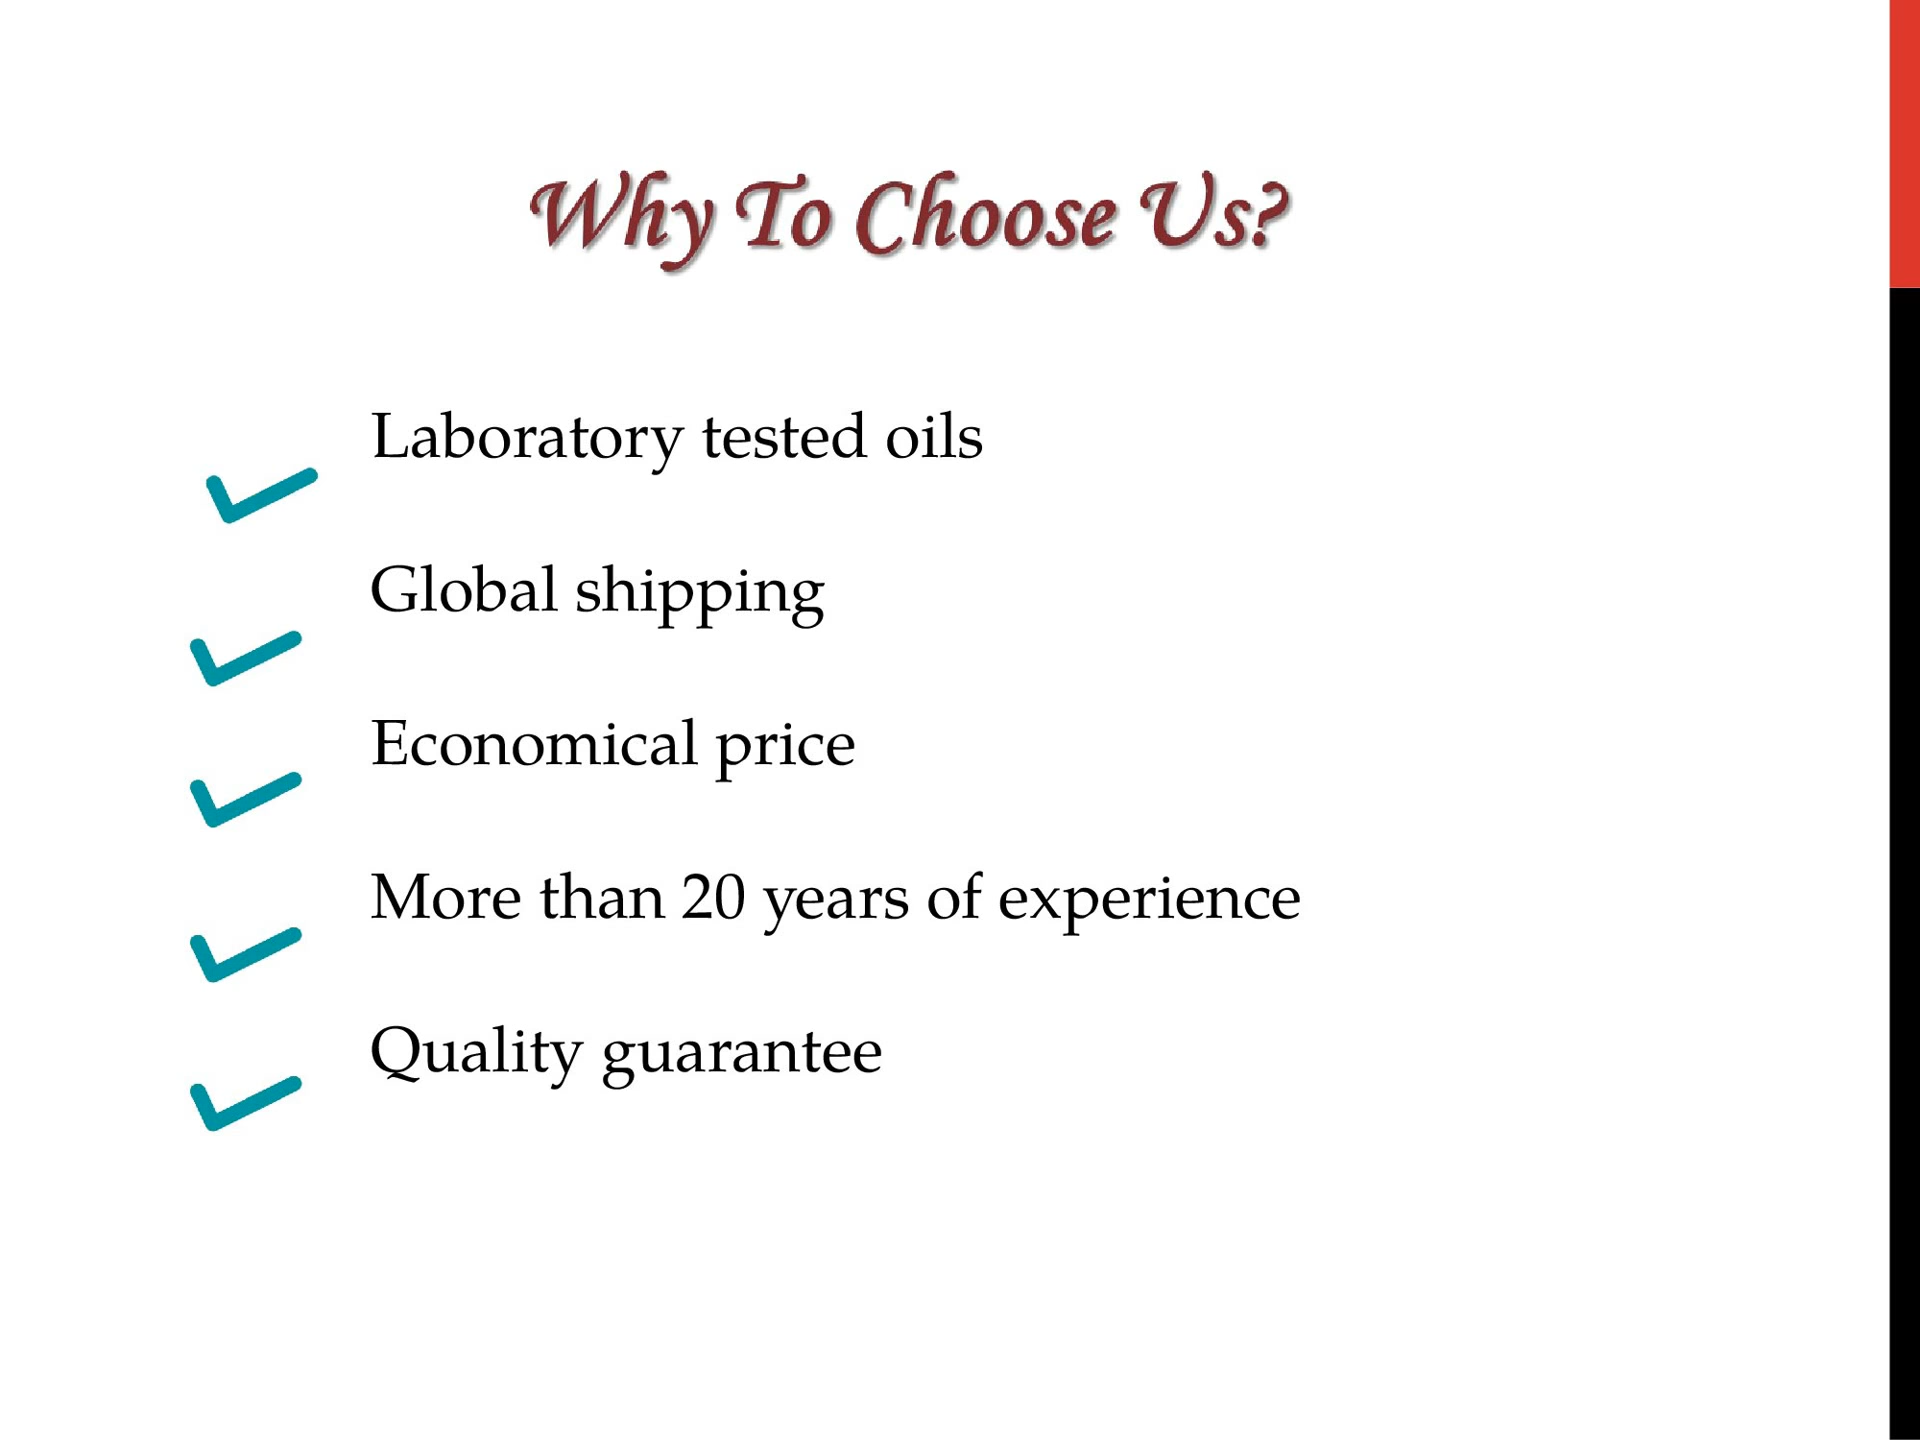 Why To Choose Us?
Laboratory tested oils
Global shipping
Economical price
More than 20 years of experience
Quality guarantee